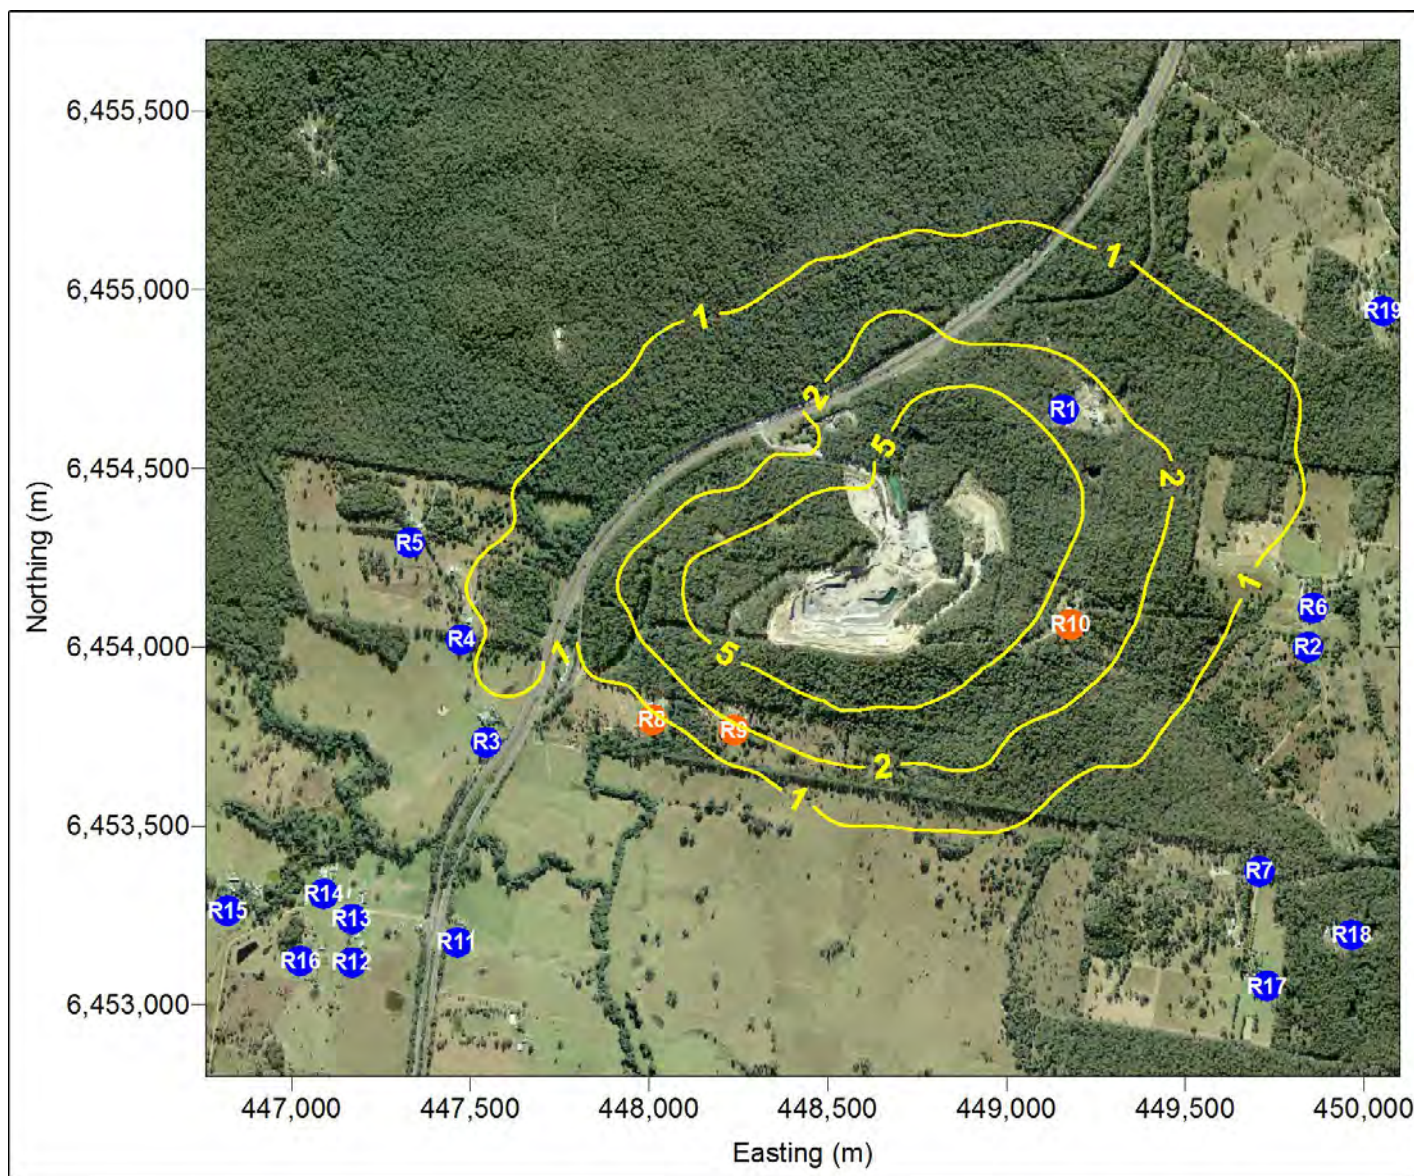 6,455,500
6,455,000
6,454,500
6,454,000
6,453,500
6,453,000
Northing (m)
1
1
R19
2
R1
5
2
R5
1
R6
R10
R4
R2
1
5
R8
R9
R3
2
1
R7
R14
R15
R13
R18
R11
R16
R12
R17
447,000 447,500 448,000 448,500 449,000 449,500 450,000
Easting (m)